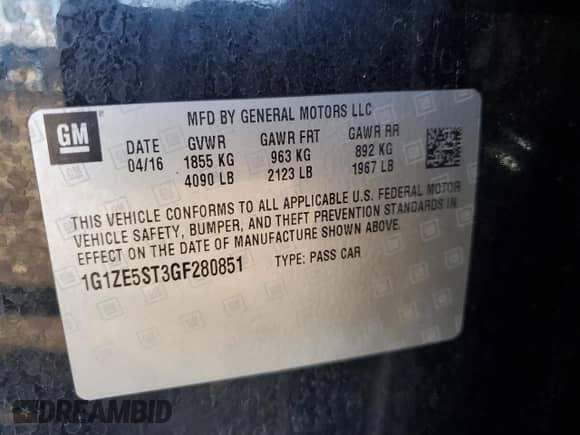 MFD BY GENERAL MOTORS LLC
GM
DATE GVWR GAWR FRT GAWR RR
04/16 1855 KG 963 KG 892 KG
4090 LB 2123 LB 1967 LB
THIS VEHICLE CONFORMS TO ALL APPLICABLE U.S. FEDERAL MOTOR
VEHICLE SAFETY, BUMPER, AND THEFT PREVENTION STANDARDS IN
EFFECT ON THE DATE OF MANUFACTURE SHOWN ABOVE.
1G1ZE5ST3GF280851 TYPE: PASS CAR
DREAMBID